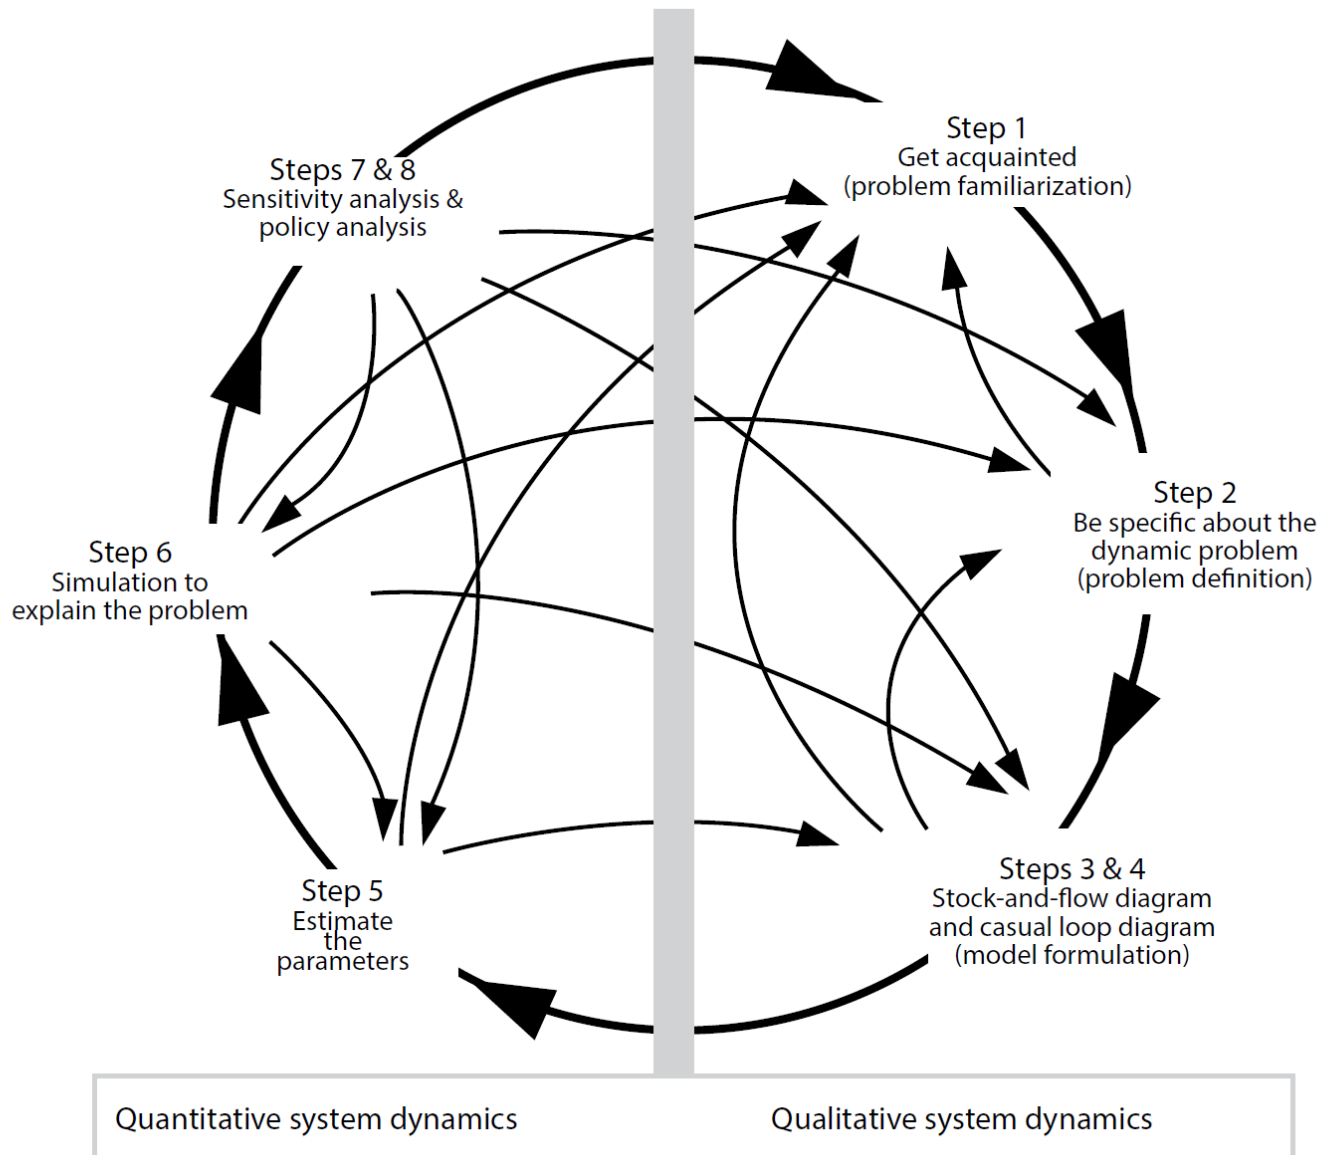 Step 1
Get acquainted
(problem familiarization)
Steps 7 & 8
Sensitivity analysis &
policy analysis
Step 2
Be specific about the
dynamic problem
(problem definition)
Step 6
Simulation to
explain the problem
Steps 3 & 4
Stock-and-flow diagram
and casual loop diagram
(model formulation)
Step 5
Estimate
the
parameters
Quantitative system dynamics
Qualitative system dynamics